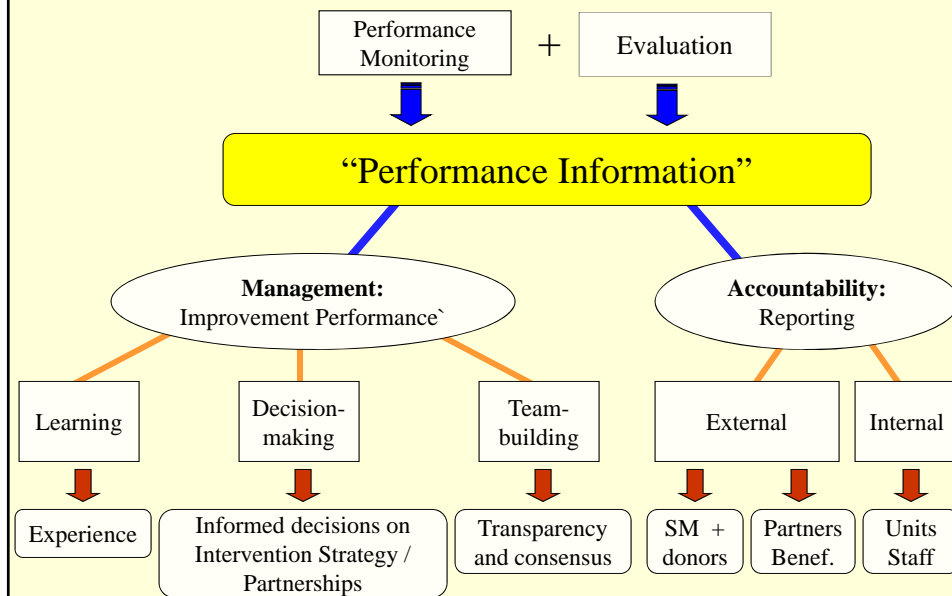 Performance
Monitoring
+
Evaluation
“Performance Information”
Management:
Improvement Performance`
Accountability:
Reporting
Learning
Decision-
making
Team-
building
External
Internal
Experience
Informed decisions on
Intervention Strategy /
Partnerships
Transparency
and consensus
SM +
donors
Partners
Benef.
Units
Staff